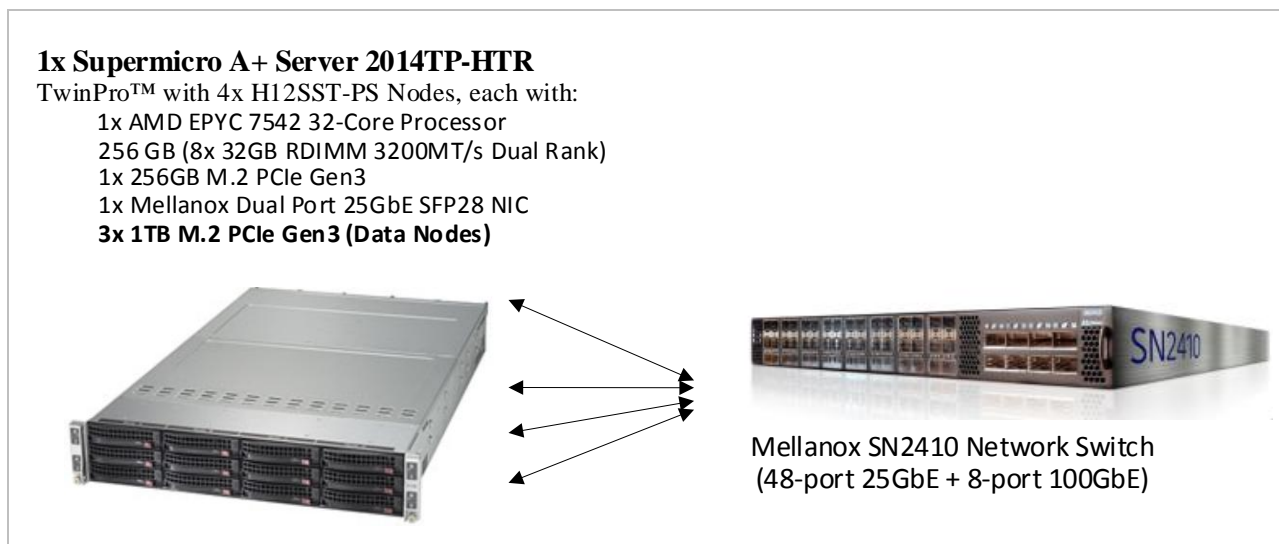 1x Supermicro A+ Server 2014TP-HTR
TwinPro™ with 4x H12SST-PS Nodes, each with:
1x AMD EPYC 7542 32-Core Processor
256 GB (8x 32GB RDIMM 3200MT/s Dual Rank)
1x 256GB M.2 PCIe Gen3
1x Mellanox Dual Port 25GbE SFP28 NIC
3x 1TB M.2 PCIe Gen3 (Data Nodes)
SN2410
Mellanox SN2410 Network Switch
(48-port 25GbE + 8-port 100GbE)